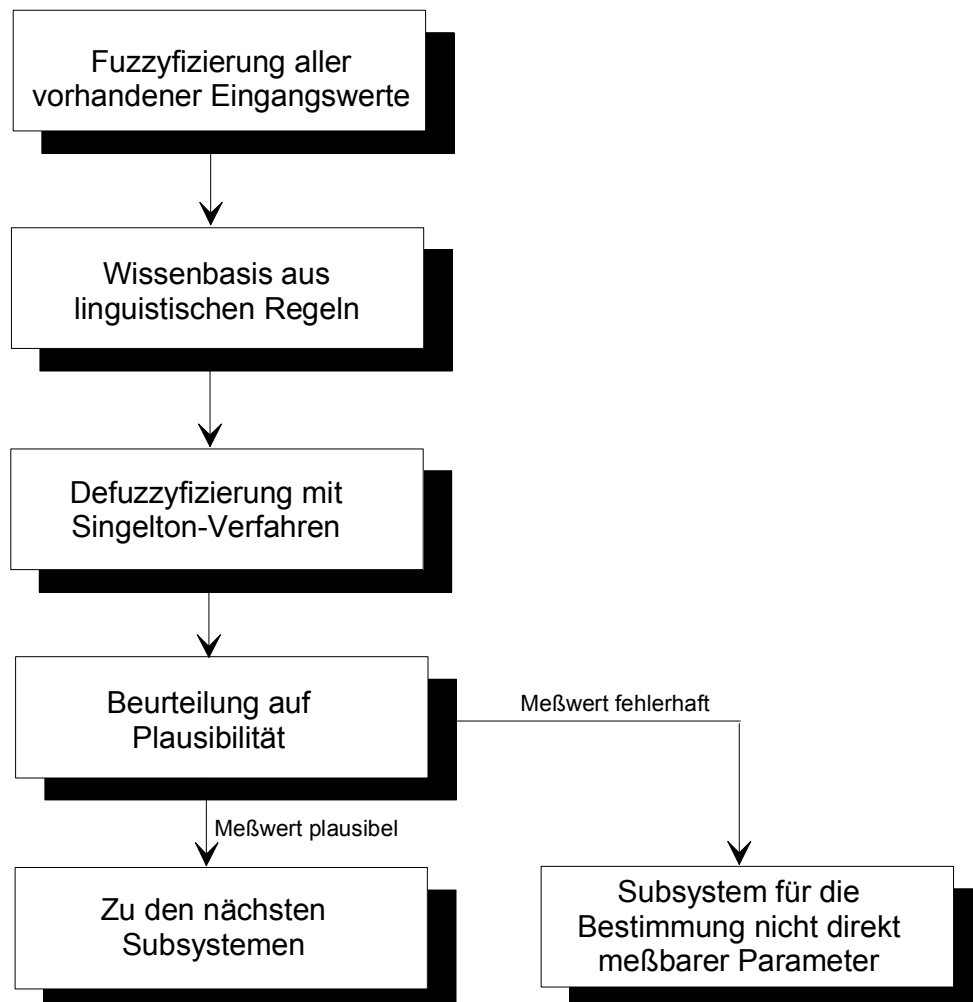 Fuzzyfizierung aller
vorhandener Eingangswerte
Wissenbasis aus
linguistischen Regeln
Defuzzyfizierung mit
Singelton-Verfahren
Beurteilung auf
Plausibilität
Meßwert fehlerhaft
Meßwert plausibel
Zu den nächsten
Subsystemen
Subsystem für die
Bestimmung nicht direkt
meßbarer Parameter